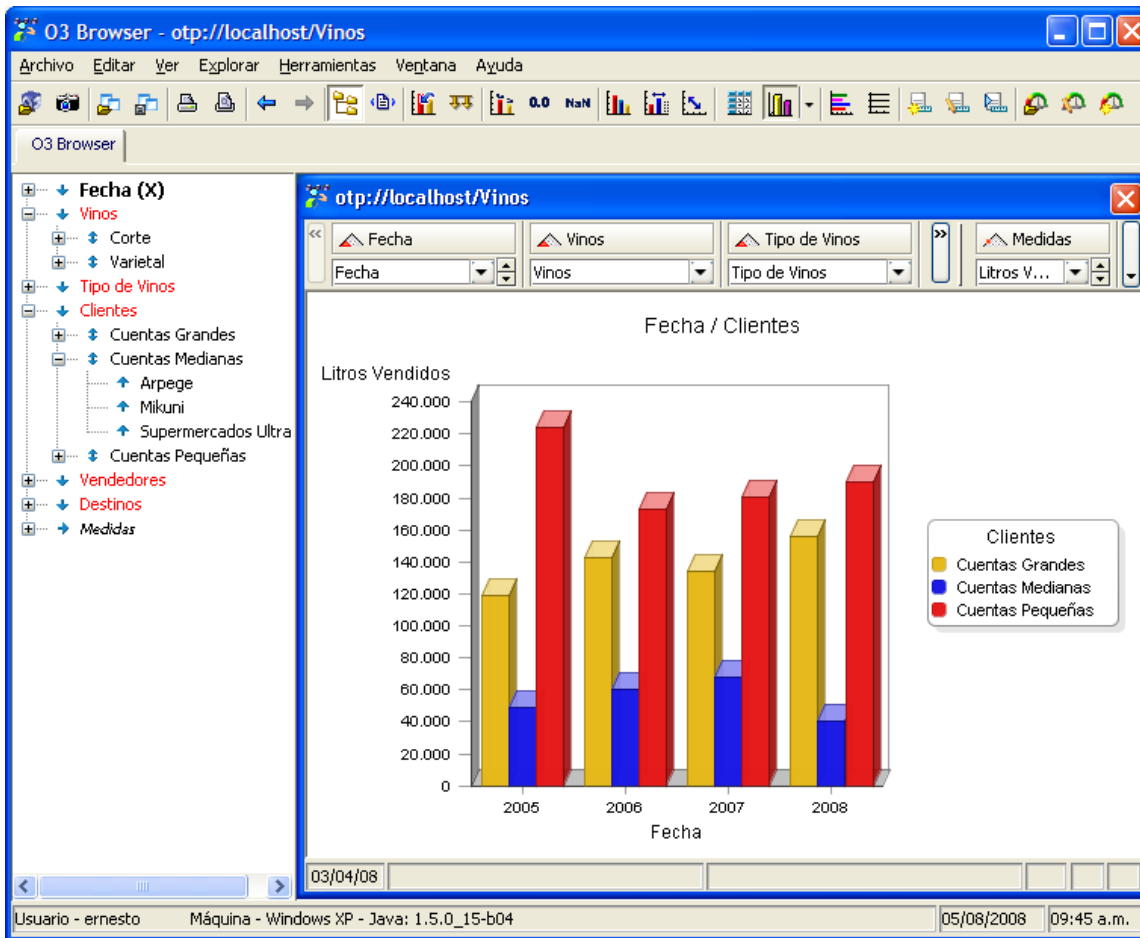 O3 Browser - otp://localhost/Vinos
Archivo Editar Ver Explorar Herramientas Ventana Ayuda
0.0 NaN
O3 Browser
Fecha (X)
Vinos
Corte
Varietal
Tipo de Vinos
Clientes
Cuentas Grandes
Cuentas Medianas
Arpege
Mikuni
Supermercados Ultra
Cuentas Pequeñas
Vendedores
Destinos
Medidas
otp://localhost/Vinos
Fecha Vinos Tipo de Vinos Medidas
Fecha Vinos Tipo de Vinos Litros V...
Fecha / Clientes
Litros Vendidos
240.000
220.000
200.000
180.000
160.000
140.000
120.000
100.000
80.000
60.000
40.000
20.000
0
2005 2006 2007 2008
Fecha
Clientes
Cuentas Grandes
Cuentas Medianas
Cuentas Pequeñas
03/04/08
Usuario - ernesto Máquina - Windows XP - Java: 1.5.0_15-b04 05/08/2008 09:45 a.m.